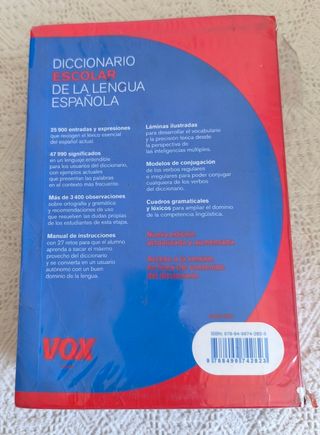 DICCIONARIO
ESCOLAR
DE LA LENGUA
ESPAÑOLA
25 900 entradas y expresiones
que recogen el léxico esencial
del español actual.
47 990 significados
en un lenguaje entendible
para los usuarios del diccionario,
con ejemplos actuales
que presentan las palabras
en el contexto más frecuente.
Más de 3 400 observaciones
sobre ortografía y gramática
y recomendaciones de uso
que resuelven las dudas propias
de los estudiantes de esta etapa.
Manual de instrucciones
con 27 retos para que el alumno
aprenda a sacar el máximo
provecho del diccionario
y se convierta en un usuario
autónomo con un buen
dominio de la lengua.
Láminas ilustradas
para desarrollar el vocabulario
y la precisión léxica desde
la perspectiva de
las inteligencias múltiples.
Modelos de conjugación
de los verbos regulares
e irregulares para poder conjugar
cualquiera de los verbos
del diccionario.
Cuadros gramaticales
y léxicos para ampliar el dominio
de la competencia lingüística.
Nueva edición
actualizada y aumentada
VOX